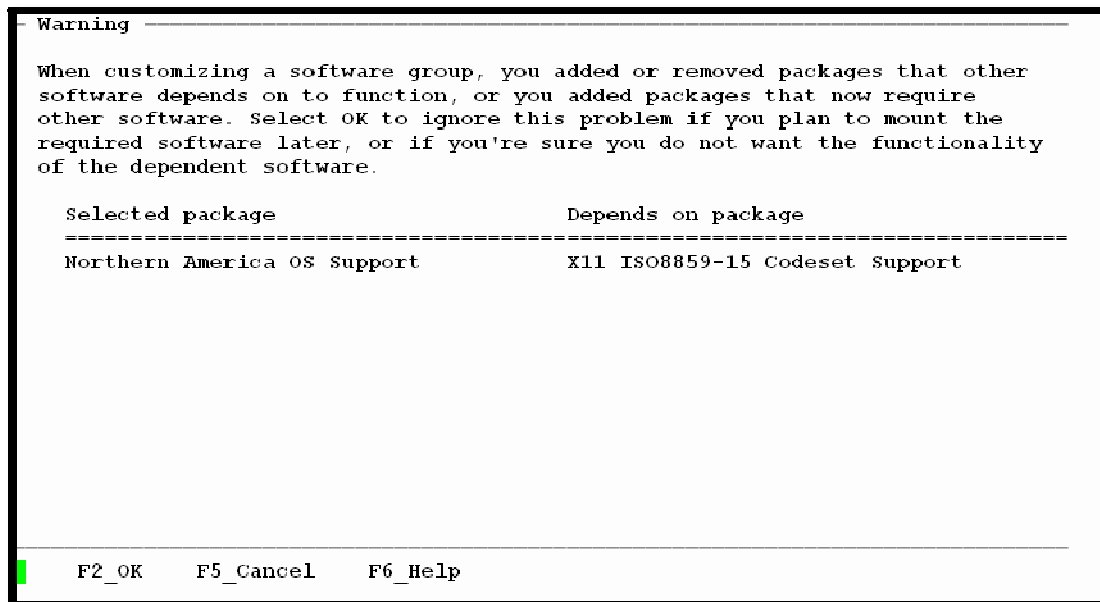 Warning
When customizing a software group, you added or removed packages that other
software depends on to function, or you added packages that now require
other software. Select OK to ignore this problem if you plan to mount the
required software later, or if you're sure you do not want the functionality
of the dependent software.
Selected package Depends on package
============================================================================
Northern America OS Support X11 ISO8859-15 Codeset Support
F2_OK F5_Cancel F6_Help